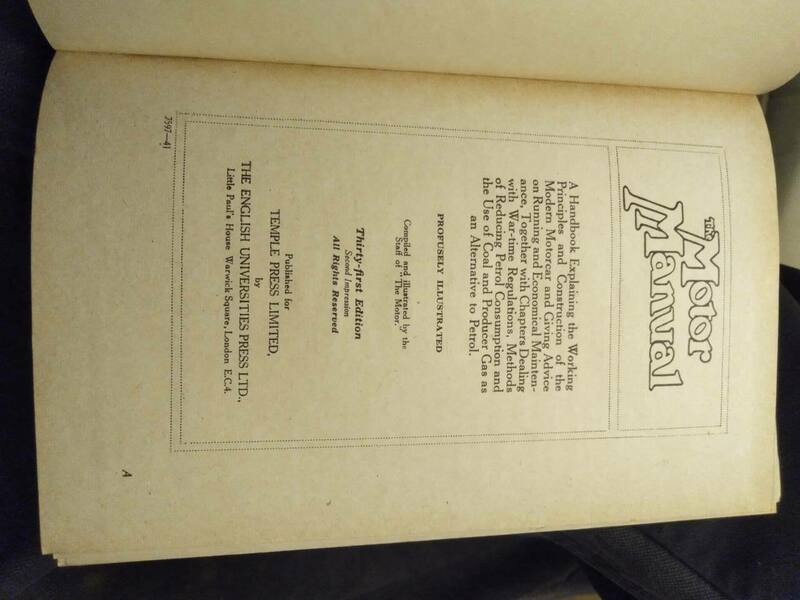 The Motor
Manual
A Handbook Explaining the Working
Principles and Construction of the
Modern Motorcar and Giving Advice
on Running and Economical Mainten-
ance, Together with Chapters Dealing
with War-time Regulations, Methods
of Reducing Petrol Consumption and
the Use of Coal and Producer Gas as
an Alternative to Petrol.
PROFUSELY ILLUSTRATED
Compiled and illustrated by the
Staff of "The Motor."
Thirty-first Edition
Second Impression
All Rights Reserved
Published for
TEMPLE PRESS LIMITED,
by
THE ENGLISH UNIVERSITIES PRESS LTD.,
Little Paul's House Warwick Square, London E.C.4.
7597—41
A